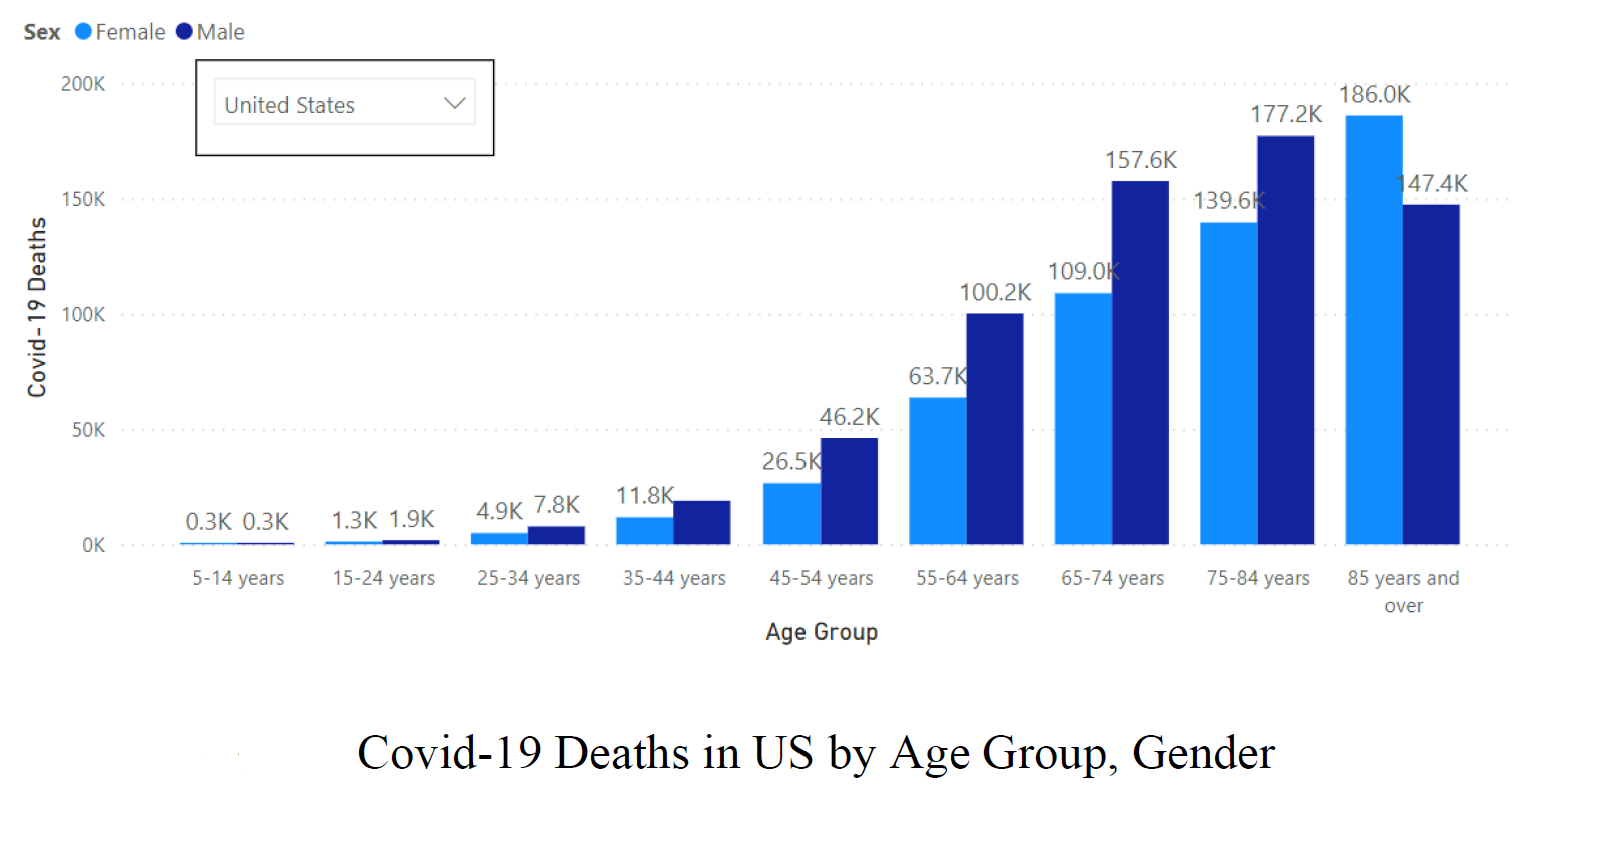 Sex Female Male
200K
United States
186.0K
177.2K
157.6K
150K
139.6K
147.4K
109.0K
100.2K
100K
63.7K
50K
46.2K
26.5K
11.8K
4.9K 7.8K
1.3K 1.9K
0.3K 0.3K
0K
Covid-19 Deaths
5-14 years 15-24 years 25-34 years 35-44 years 45-54 years 55-64 years 65-74 years 75-84 years 85 years and
over
Age Group
Covid-19 Deaths in US by Age Group, Gender